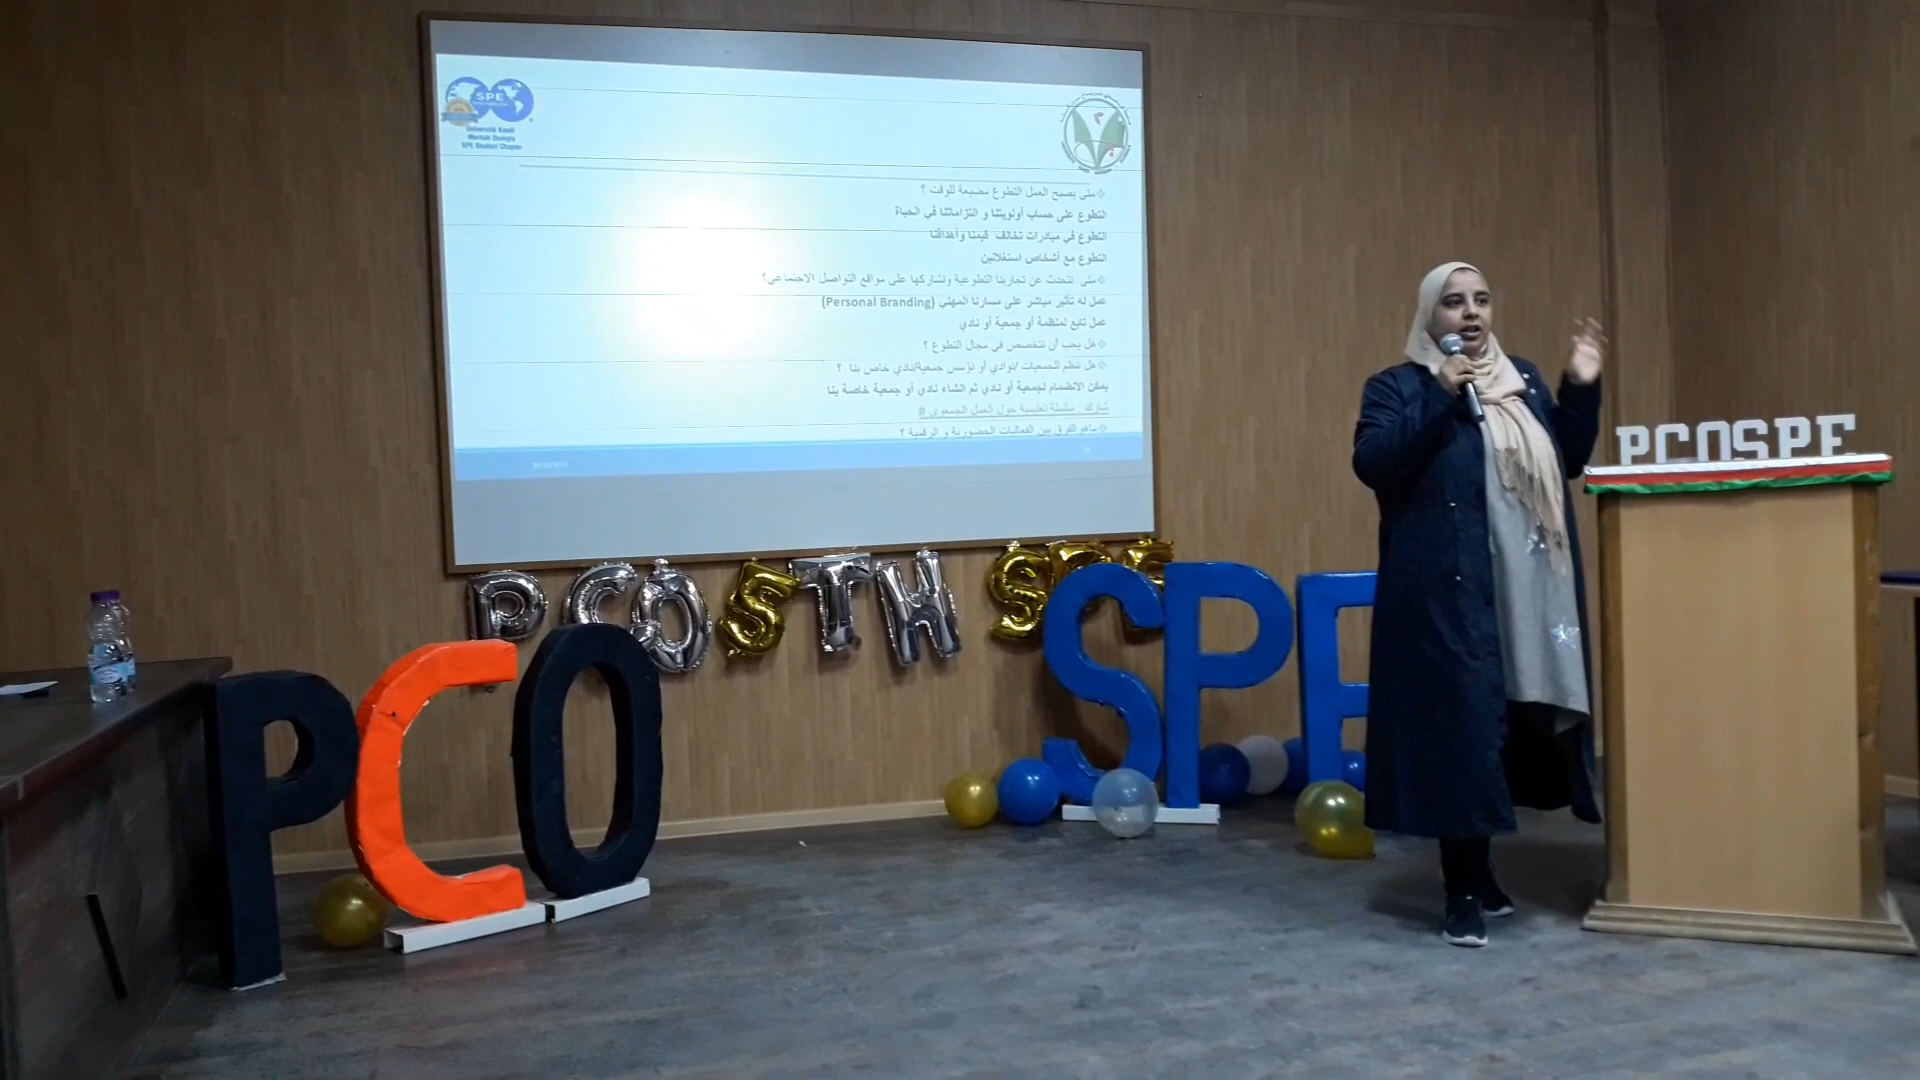 SPE
Université Kasdi
Merbah Ouargla
SPE Student Chapter
❖متى يصبح العمل التطوع مضيعة للوقت ؟
التطوع على حساب أولويتنا و التزاماتنا في الحياة
التطوع في مبادرات تخالف قيمنا وأهدافنا
التطوع مع أشخاص استغلالين
❖متى نتحدث عن تجاربنا التطوعية ونشاركها على مواقع التواصل الاجتماعي؟
عمل له تأثير مباشر على مسارنا المهني (Personal Branding)
عمل تابع لمنظمة أو جمعية أو نادي
❖هل يجب أن نتخصص في مجال التطوع ؟
❖هل ننظم للجمعيات /نوادي أو نؤسس جمعية/نادي خاص بنا ؟
يمكن الانضمام لجمعية أو نادي ثم انشاء نادي أو جمعية خاصة بنا
شارك : سلسلة تعليمية حول العمل الجمعوي #
❖ماهو الفرق بين الفعاليات الحضورية و الرقمية ؟
PCOSPE
PCO 5TH SPE
PCO
SPE